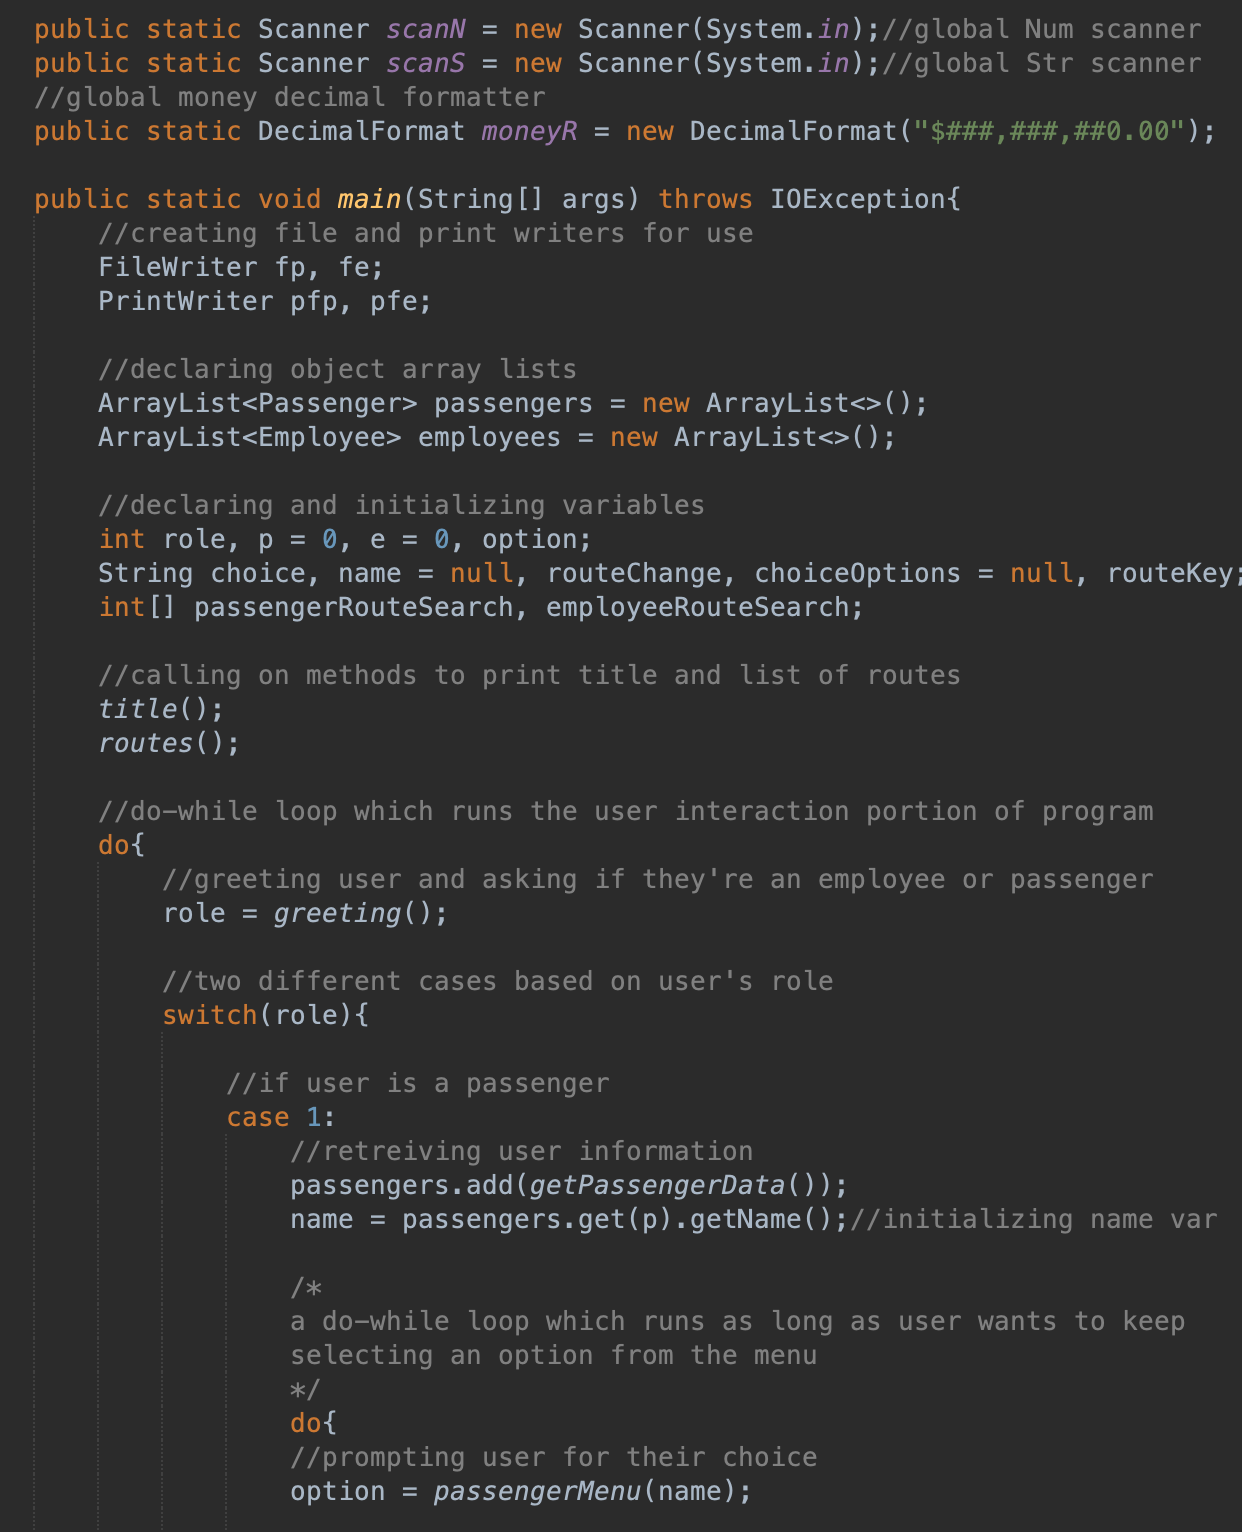 public static Scanner scanN = new Scanner(System.in);//global Num scanner
public static Scanner scanS = new Scanner(System.in);//global Str scanner
//global money decimal formatter
public static DecimalFormat moneyR = new DecimalFormat("$###,###,##0.00");
public static void main(String[] args) throws IOException{
//creating file and print writers for use
FileWriter fp, fe;
PrintWriter pfp, pfe;
//declaring object array lists
ArrayList<Passenger> passengers = new ArrayList<>();
ArrayList<Employee> employees = new ArrayList<>();
//declaring and initializing variables
int role, p = 0, e = 0, option;
String choice, name = null, routeChange, choiceOptions = null, routeKey;
int[] passengerRouteSearch, employeeRouteSearch;
//calling on methods to print title and list of routes
title();
routes();
//do-while loop which runs the user interaction portion of program
do{
//greeting user and asking if they're an employee or passenger
role = greeting();
//two different cases based on user's role
switch(role){
//if user is a passenger
case 1:
//retreiving user information
passengers.add(getPassengerData());
name = passengers.get(p).getName();//initializing name var
/*
a do-while loop which runs as long as user wants to keep
selecting an option from the menu
*/
do{
//prompting user for their choice
option = passengerMenu(name);